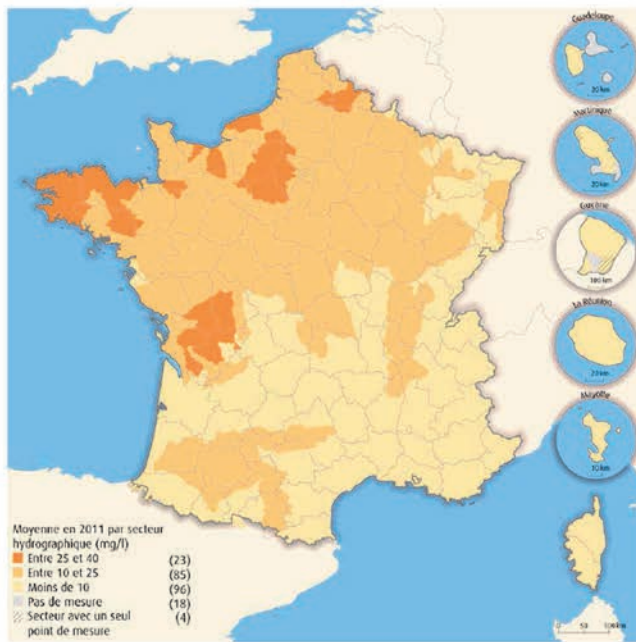 Guadeloupe
20 km
Martinique
20 km
Guyane
100 km
La Réunion
20 km
Mayotte
10 km
Moyenne en 2011 par secteur
hydrographique (mg/l)
Entre 25 et 40 (23)
Entre 10 et 25 (85)
Moins de 10 (96)
Pas de mesure (18)
Secteur avec un seul (4)
point de mesure
0 50 100 km